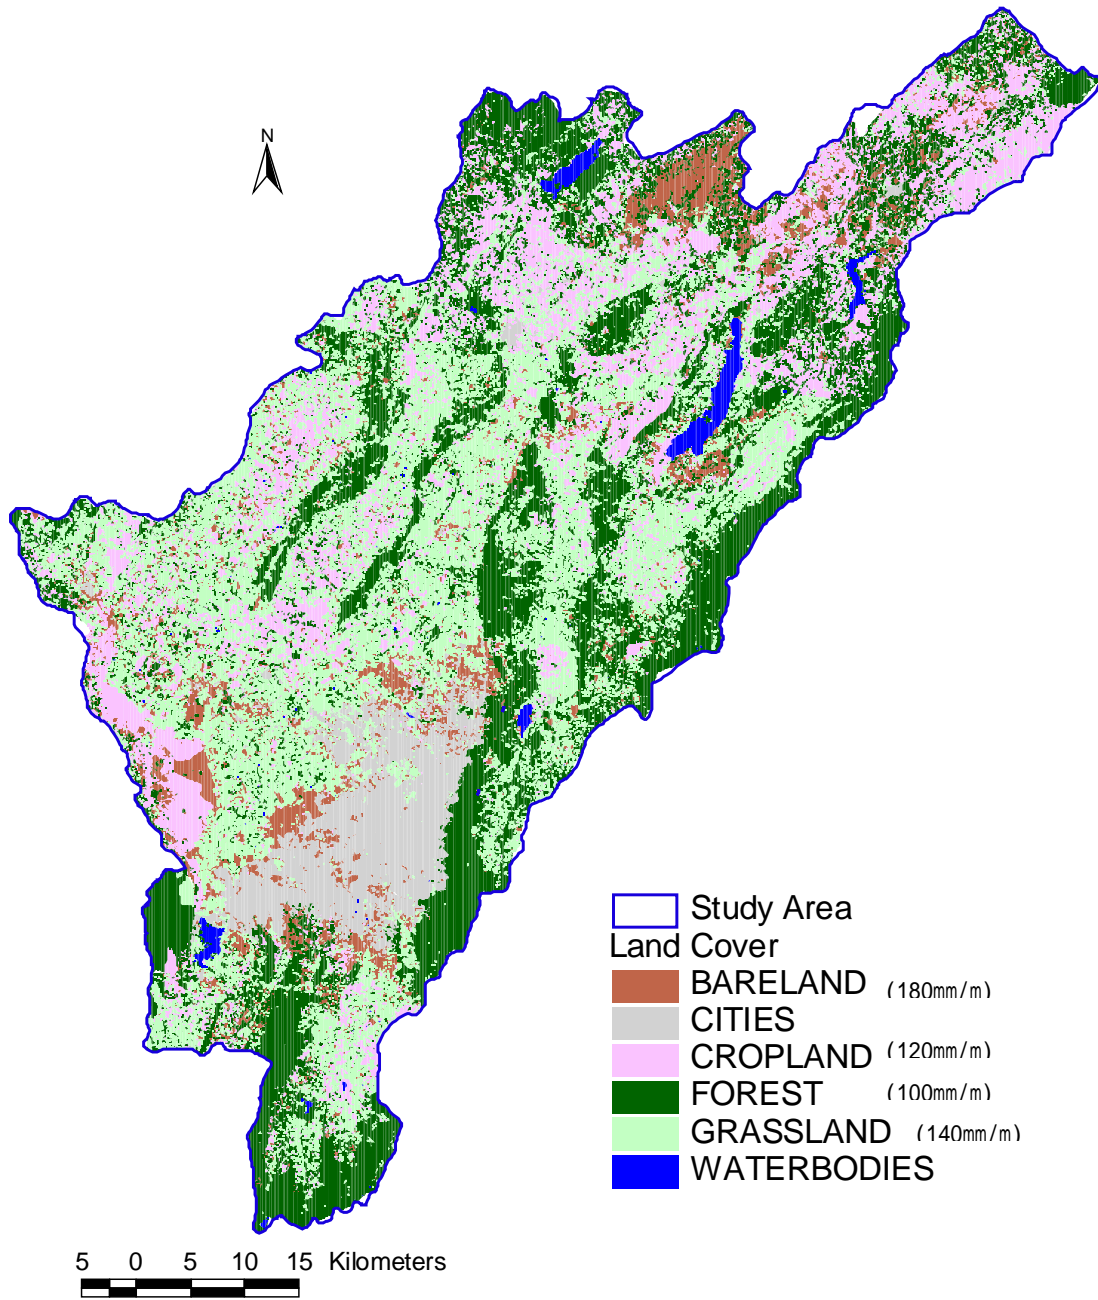 N
Study Area
Land Cover
BARELAND (180mm/m)
CITIES
CROPLAND (120mm/m)
FOREST (100mm/m)
GRASSLAND (140mm/m)
WATERBODIES
5 0 5 10 15 Kilometers